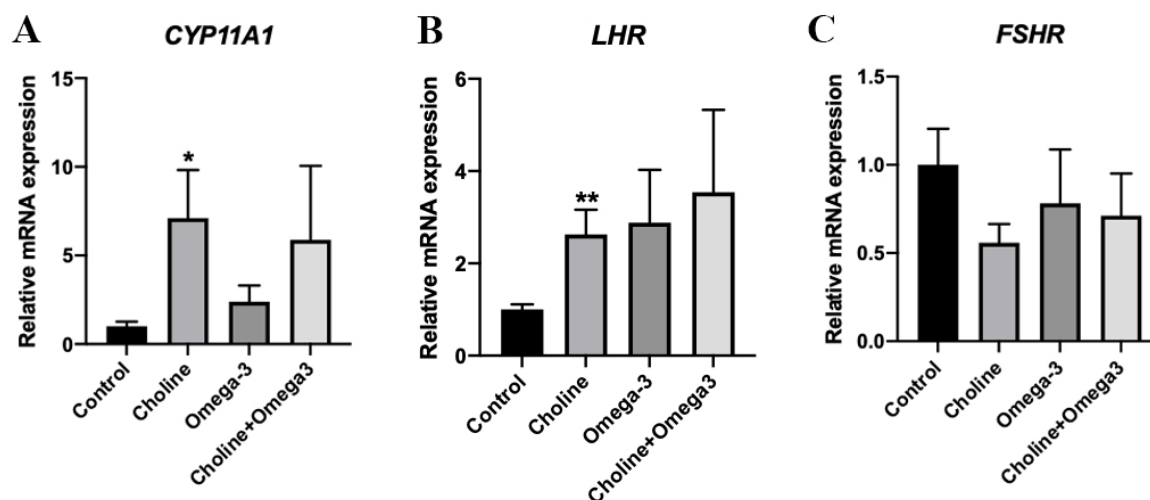 A
CYP11A1
Relative mRNA expression
15
10
5
0
*
Control
Choline
Omega-3
Choline+Omega3
B
LHR
Relative mRNA expression
6
4
2
0
**
Control
Choline
Omega-3
Choline+Omega3
C
FSHR
Relative mRNA expression
1.5
1.0
0.5
0.0
Control
Choline
Omega-3
Choline+Omega3